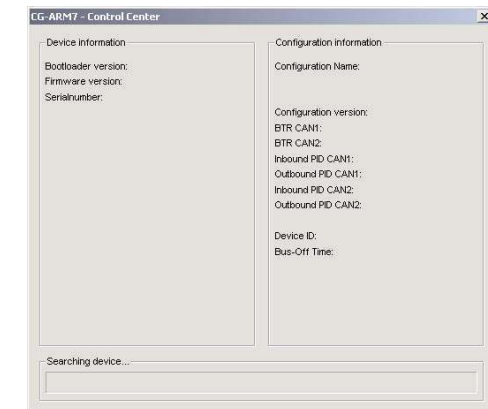 CG-ARM7 - Control Center
Device information
Bootloader version:
Firmware version:
Serialnumber:
Configuration information
Configuration Name:
Configuration version:
BTR CAN1:
BTR CAN2:
Inbound PID CAN1:
Outbound PID CAN1:
Inbound PID CAN2:
Outbound PID CAN2:
Device ID:
Bus-Off Time:
Searching device...